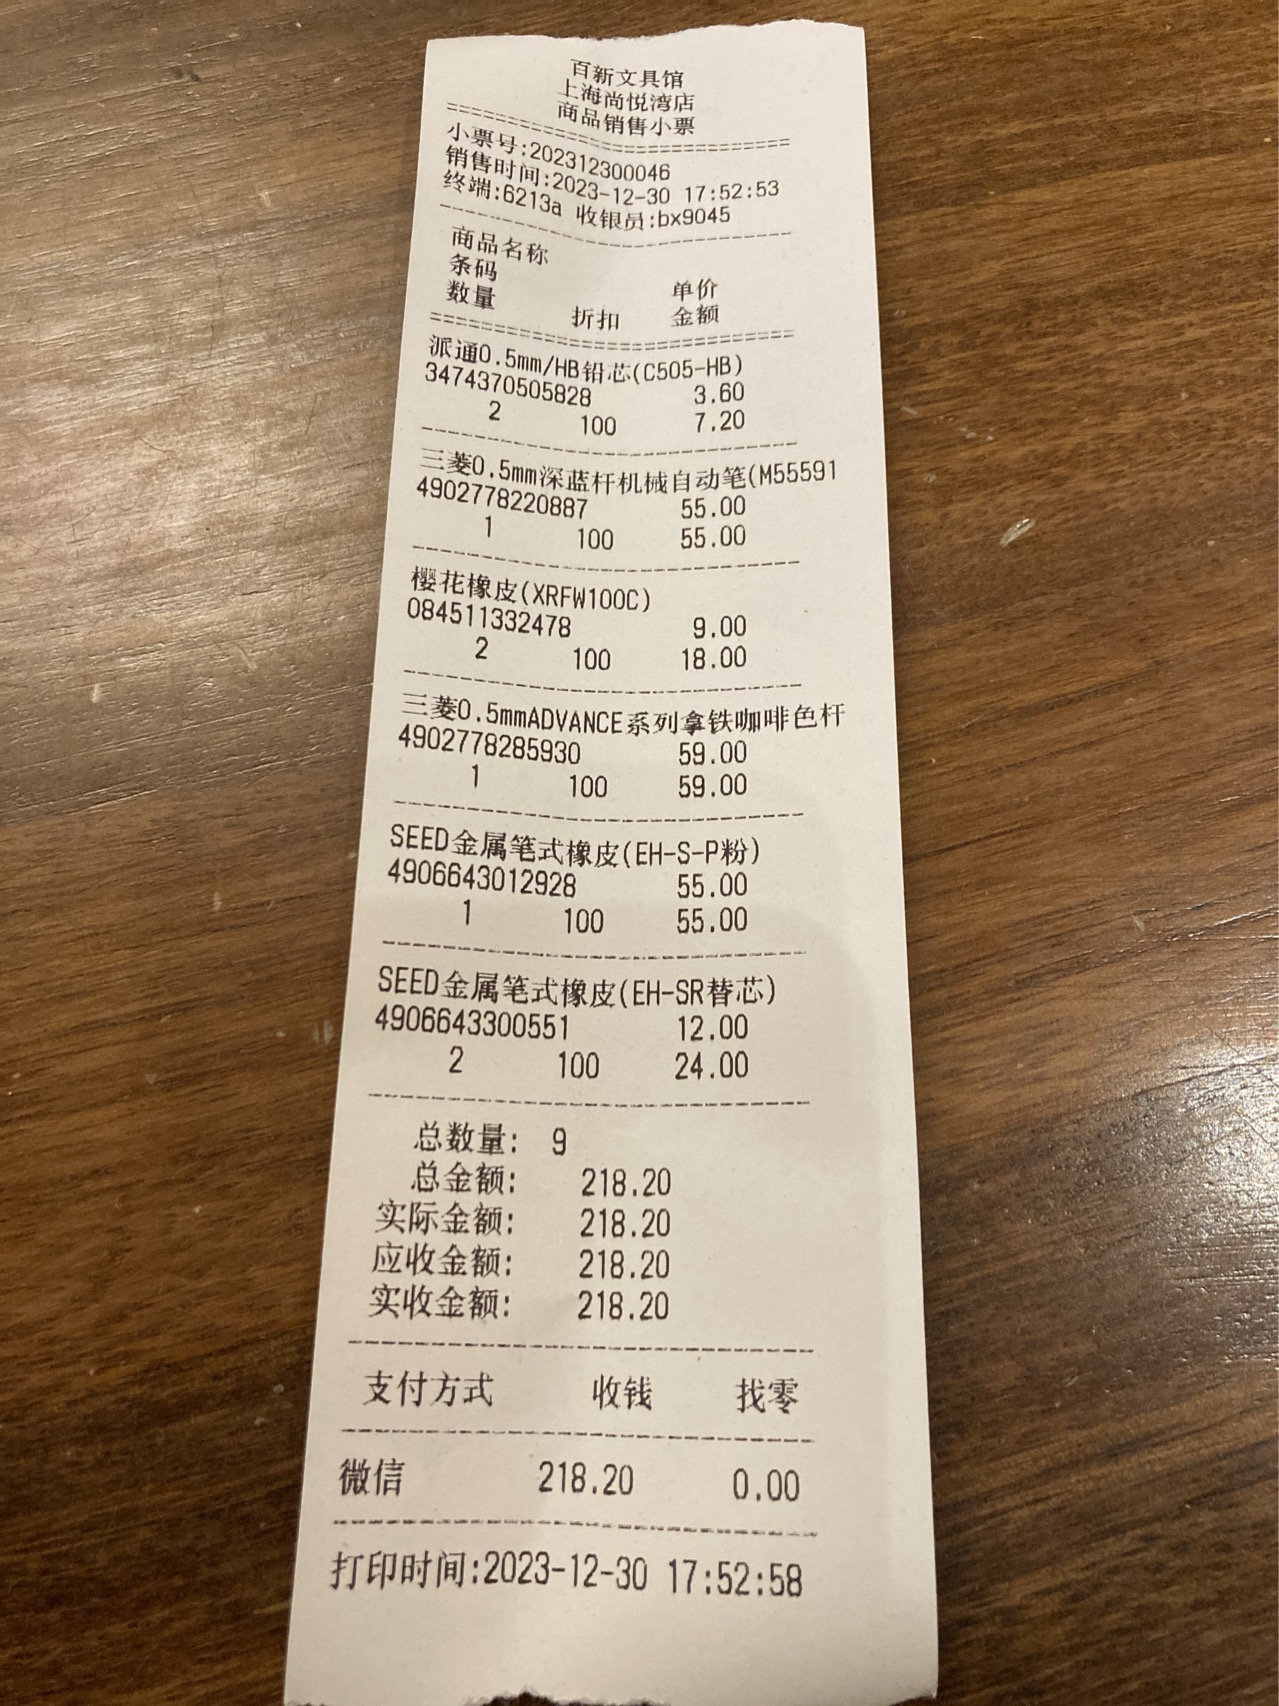 百新文具馆
上海尚悦湾店
商品销售小票
================================
小票号:202312300046
销售时间:2023-12-30 17:52:53
终端:6213a 收银员:bx9045
--------------------------------
商品名称
条码 单价
数量 折扣 金额
================================
派通0.5mm/HB铅芯(C505-HB)
3474370505828 3.60
2 100 7.20
--------------------------------
三菱0.5mm深蓝杆机械自动笔(M55591
4902778220887 55.00
1 100 55.00
--------------------------------
樱花橡皮(XRFW100C)
084511332478 9.00
2 100 18.00
--------------------------------
三菱0.5mmADVANCE系列拿铁咖啡色杆
4902778285930 59.00
1 100 59.00
--------------------------------
SEED金属笔式橡皮(EH-S-P粉)
4906643012928 55.00
1 100 55.00
--------------------------------
SEED金属笔式橡皮(EH-SR替芯)
4906643300551 12.00
2 100 24.00
--------------------------------
总数量: 9
总金额: 218.20
实际金额: 218.20
应收金额: 218.20
实收金额: 218.20
--------------------------------
支付方式 收钱 找零
--------------------------------
微信 218.20 0.00
--------------------------------
打印时间:2023-12-30 17:52:58